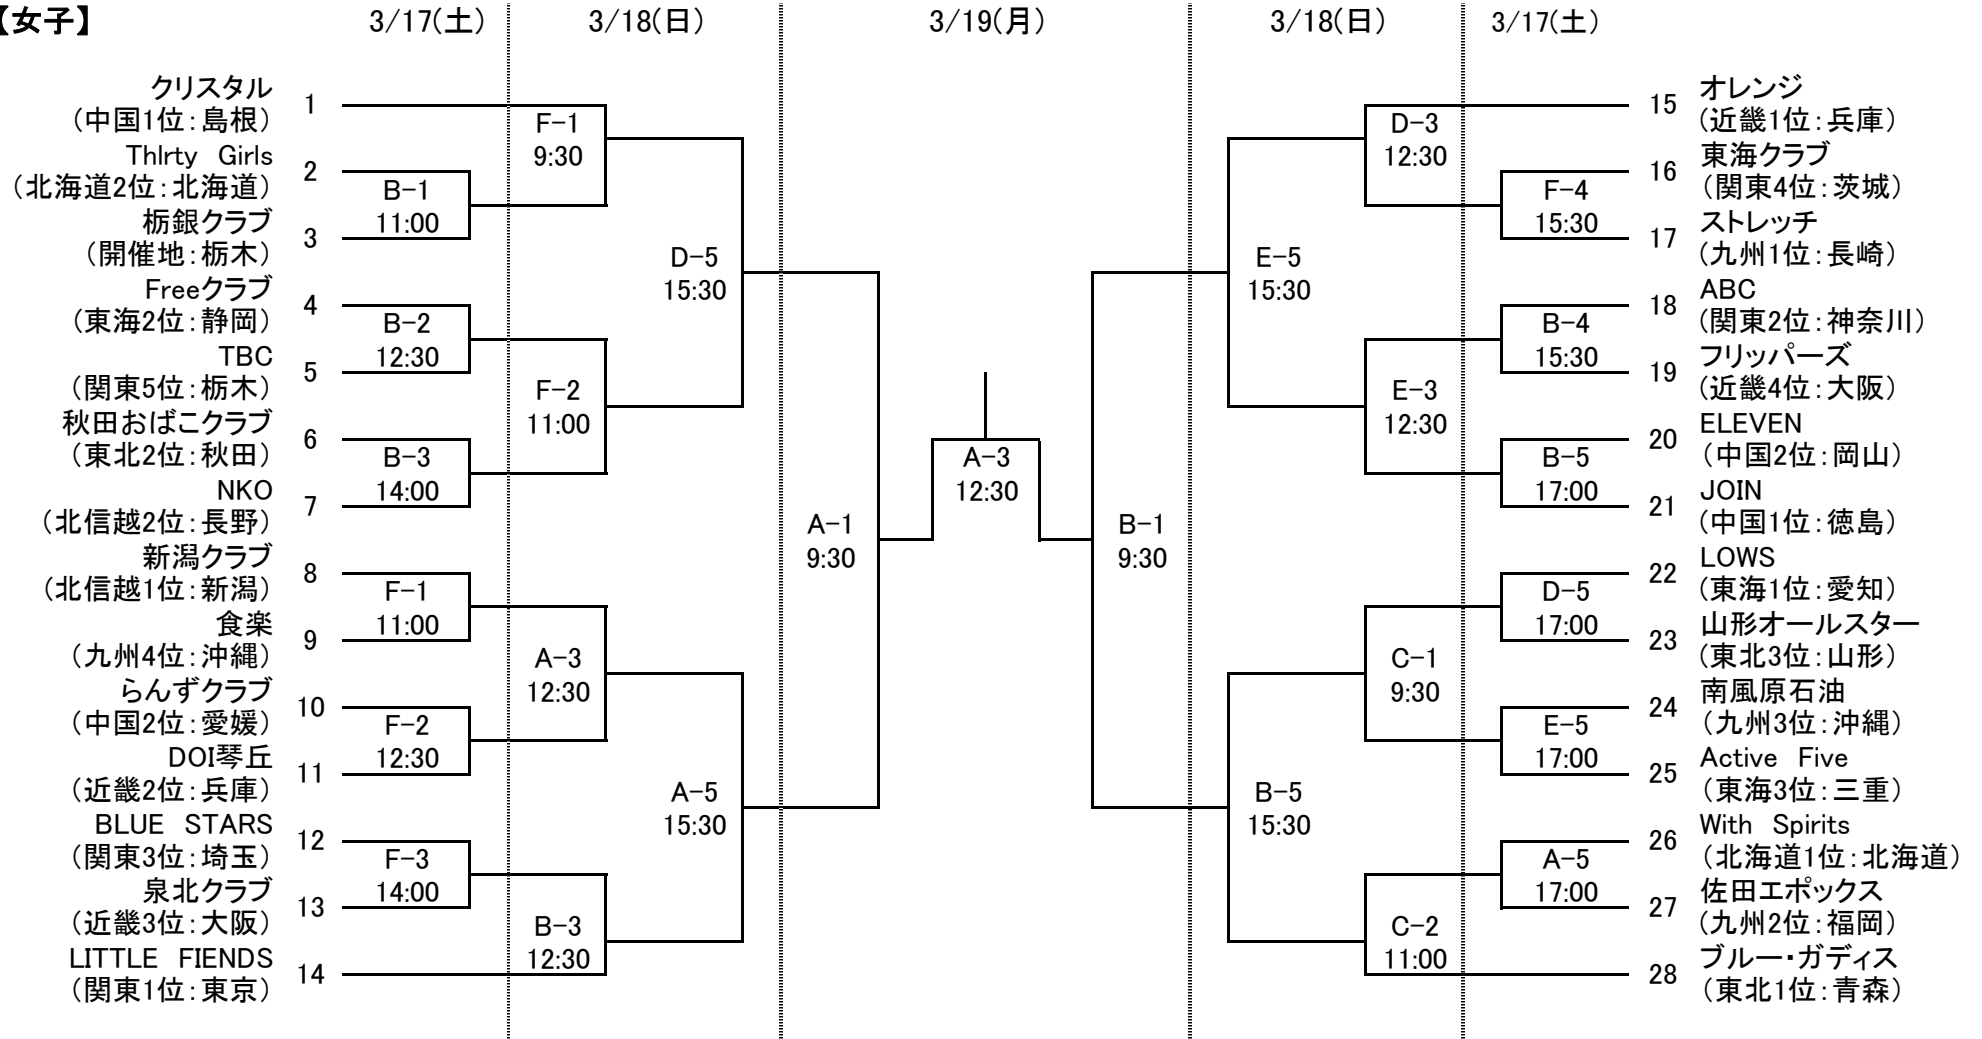 【女子】
3/17(土) 3/18(日) 3/19(月) 3/18(日) 3/17(土)
クリスタル
(中国1位:島根)
1
Thlrty Girls
(北海道2位:北海道)
2
栃銀クラブ
(開催地:栃木)
3
Freeクラブ
(東海2位:静岡)
4
TBC
(関東5位:栃木)
5
秋田おばこクラブ
(東北2位:秋田)
6
NKO
(北信越2位:長野)
7
新潟クラブ
(北信越1位:新潟)
8
食楽
(九州4位:沖縄)
9
らんずクラブ
(中国2位:愛媛)
10
DOI琴丘
(近畿2位:兵庫)
11
BLUE STARS
(関東3位:埼玉)
12
泉北クラブ
(近畿3位:大阪)
13
LITTLE FIENDS
(関東1位:東京)
14
B-1
11:00
B-2
12:30
B-3
14:00
F-1
11:00
F-2
12:30
F-3
14:00
F-1
9:30
F-2
11:00
A-3
12:30
B-3
12:30
D-5
15:30
A-5
15:30
A-1
9:30
A-3
12:30
B-1
9:30
E-5
15:30
B-5
15:30
D-3
12:30
E-3
12:30
C-1
9:30
C-2
11:00
F-4
15:30
B-4
15:30
B-5
17:00
D-5
17:00
E-5
17:00
A-5
17:00
15
オレンジ
(近畿1位:兵庫)
16
東海クラブ
(関東4位:茨城)
17
ストレッチ
(九州1位:長崎)
18
ABC
(関東2位:神奈川)
19
フリッパーズ
(近畿4位:大阪)
20
ELEVEN
(中国2位:岡山)
21
JOIN
(中国1位:徳島)
22
LOWS
(東海1位:愛知)
23
山形オールスター
(東北3位:山形)
24
南風原石油
(九州3位:沖縄)
25
Active Five
(東海3位:三重)
26
With Spirits
(北海道1位:北海道)
27
佐田エポックス
(九州2位:福岡)
28
ブルー・ガディス
(東北1位:青森)